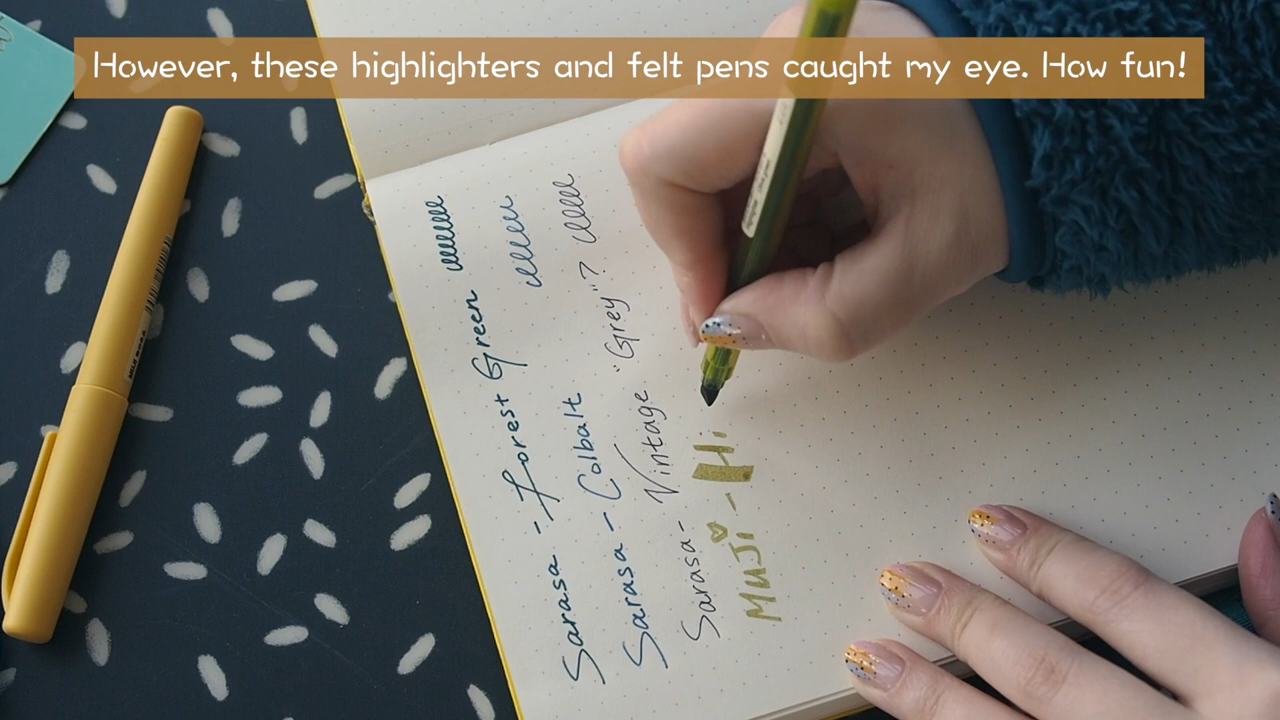 However, these highlighters and felt pens caught my eye. How fun!
Sarasa - Forest Green
Sarasa - Colbalt
Sarasa - Vintage "Grey"?
MUJI - Hi